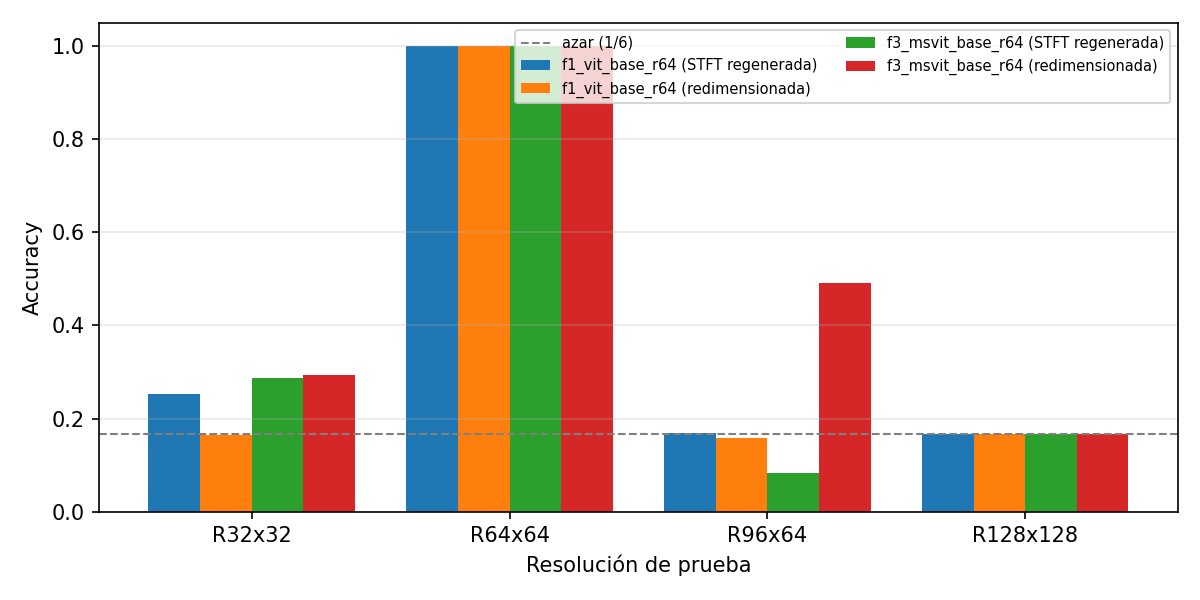 azar (1/6)
f1_vit_base_r64 (STFT regenerada)
f1_vit_base_r64 (redimensionada)
f3_msvit_base_r64 (STFT regenerada)
f3_msvit_base_r64 (redimensionada)
Accuracy
1.0
0.8
0.6
0.4
0.2
0.0
R32x32
R64x64
R96x64
R128x128
Resolución de prueba